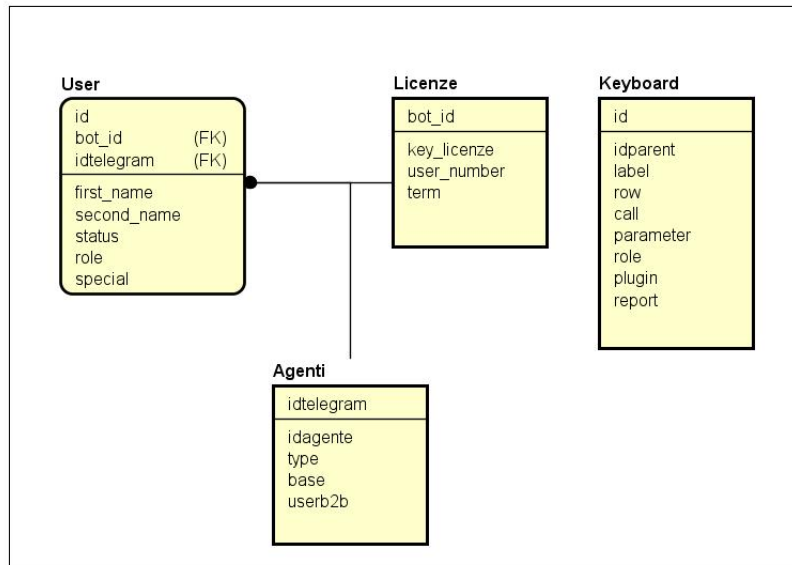 User
id
bot_id (FK)
idtelegram (FK)
first_name
second_name
status
role
special
Licenze
bot_id
key_licenze
user_number
term
Keyboard
id
idparent
label
row
call
parameter
role
plugin
report
Agenti
idtelegram
idagente
type
base
userb2b